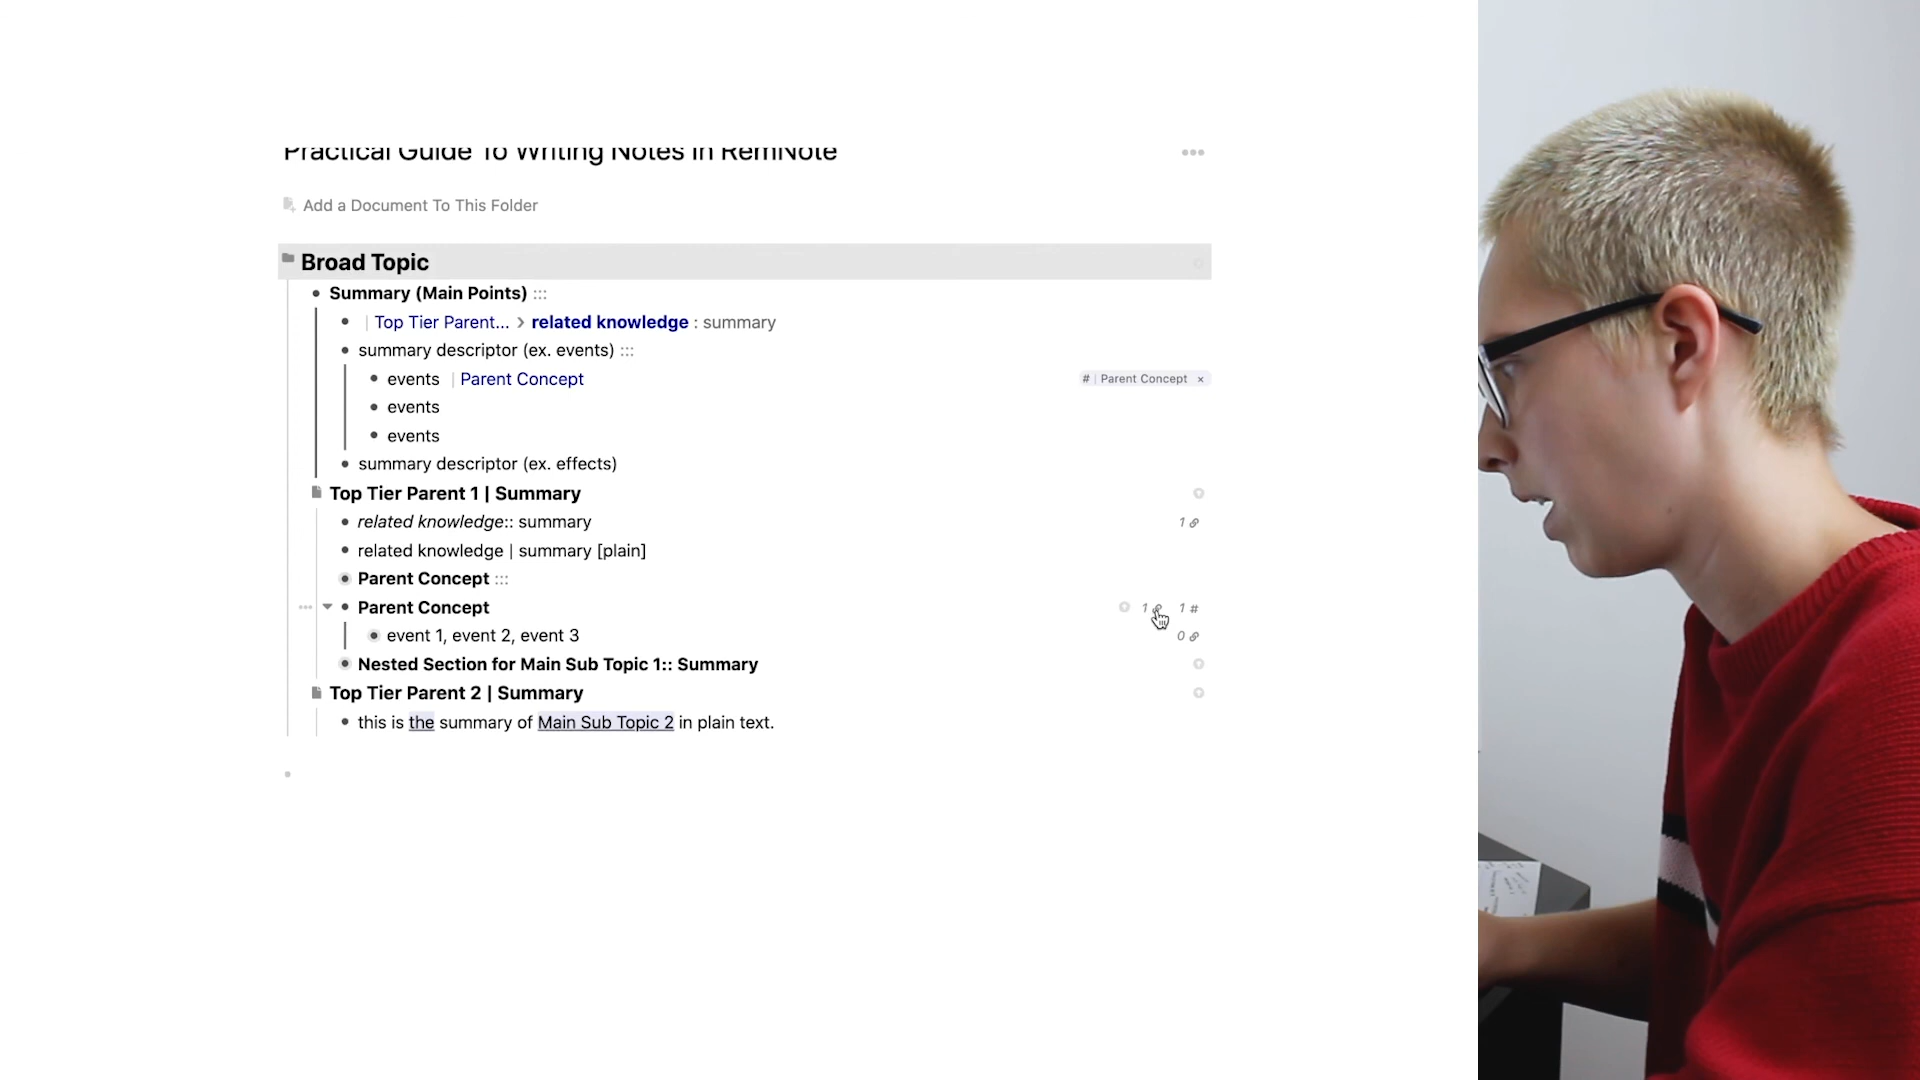 Practical Guide To Writing Notes in RemNote
Add a Document To This Folder
Broad Topic
Summary (Main Points) :::
| Top Tier Parent... › related knowledge : summary
summary descriptor (ex. events) :::
events | Parent Concept # | Parent Concept ×
events
events
summary descriptor (ex. effects)
Top Tier Parent 1 | Summary
related knowledge:: summary 1
related knowledge | summary [plain]
Parent Concept :::
Parent Concept 1 1 #
event 1, event 2, event 3 0
Nested Section for Main Sub Topic 1:: Summary
Top Tier Parent 2 | Summary
this is the summary of Main Sub Topic 2 in plain text.